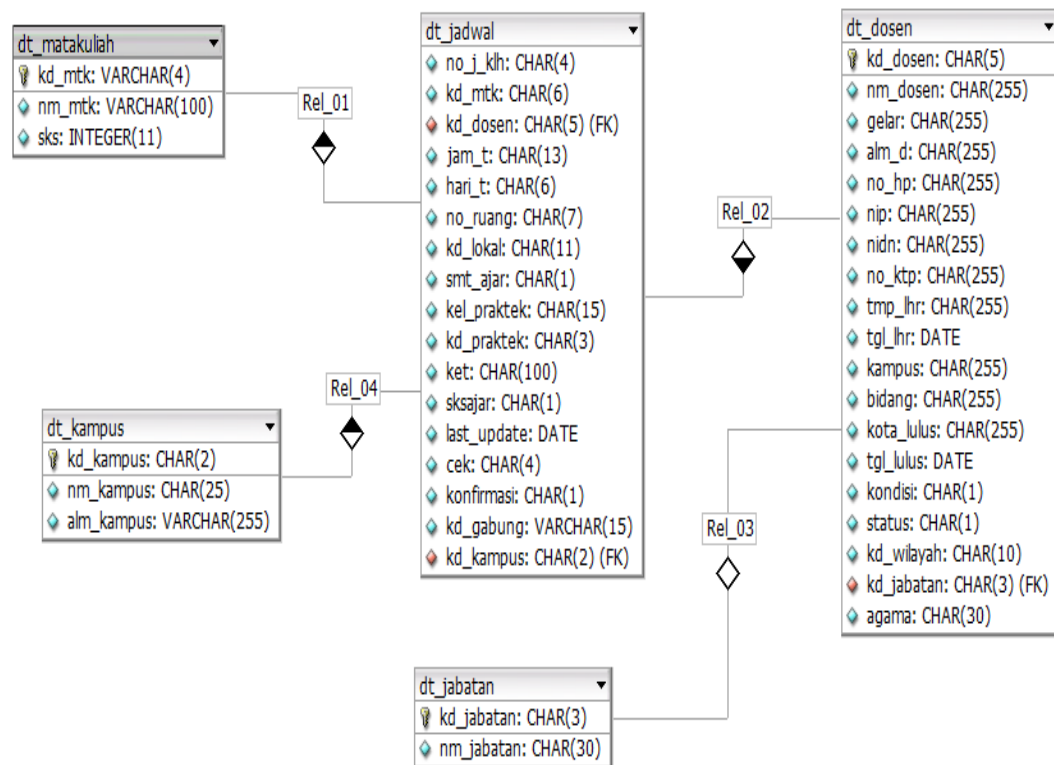 dt_matakuliah
kd_mtk: VARCHAR(4)
nm_mtk: VARCHAR(100)
sks: INTEGER(11)
Rel_01
dt_jadwal
no_j_klh: CHAR(4)
kd_mtk: CHAR(6)
kd_dosen: CHAR(5) (FK)
jam_t: CHAR(13)
hari_t: CHAR(6)
no_ruang: CHAR(7)
kd_lokal: CHAR(11)
smt_ajar: CHAR(1)
kel_praktek: CHAR(15)
kd_praktek: CHAR(3)
ket: CHAR(100)
sksajar: CHAR(1)
last_update: DATE
cek: CHAR(4)
konfirmasi: CHAR(1)
kd_gabung: VARCHAR(15)
kd_kampus: CHAR(2) (FK)
Rel_02
dt_dosen
kd_dosen: CHAR(5)
nm_dosen: CHAR(255)
gelar: CHAR(255)
alm_d: CHAR(255)
no_hp: CHAR(255)
nip: CHAR(255)
nidn: CHAR(255)
no_ktp: CHAR(255)
tmp_lhr: CHAR(255)
tgl_lhr: DATE
kampus: CHAR(255)
bidang: CHAR(255)
kota_lulus: CHAR(255)
tgl_lulus: DATE
kondisi: CHAR(1)
status: CHAR(1)
kd_wilayah: CHAR(10)
kd_jabatan: CHAR(3) (FK)
agama: CHAR(30)
Rel_04
dt_kampus
kd_kampus: CHAR(2)
nm_kampus: CHAR(25)
alm_kampus: VARCHAR(255)
Rel_03
dt_jabatan
kd_jabatan: CHAR(3)
nm_jabatan: CHAR(30)